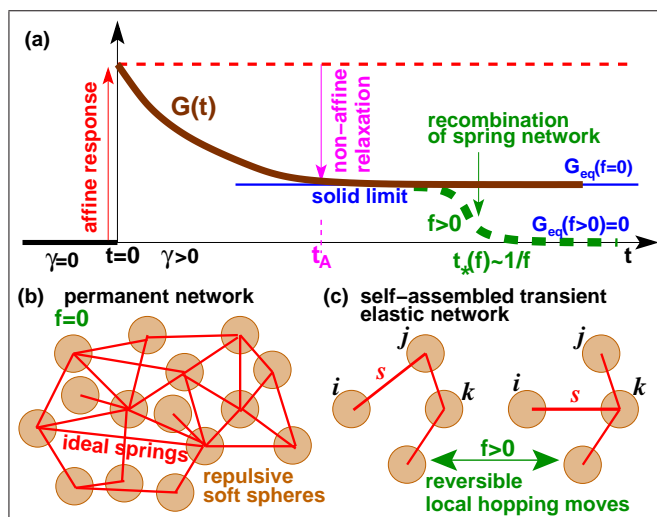 (a)
affine response
G(t)
non−affine
relaxation
recombination
of spring network
G_eq(f=0)
solid limit
f>0
G_eq(f>0)=0
γ=0
t=0
γ>0
t_A
t_*(f)~1/f
t
(b) permanent network
f=0
ideal springs
repulsive
soft spheres
(c) self−assembled transient
elastic network
j
i
s
k
j
i
s
k
f>0
reversible
local hopping moves